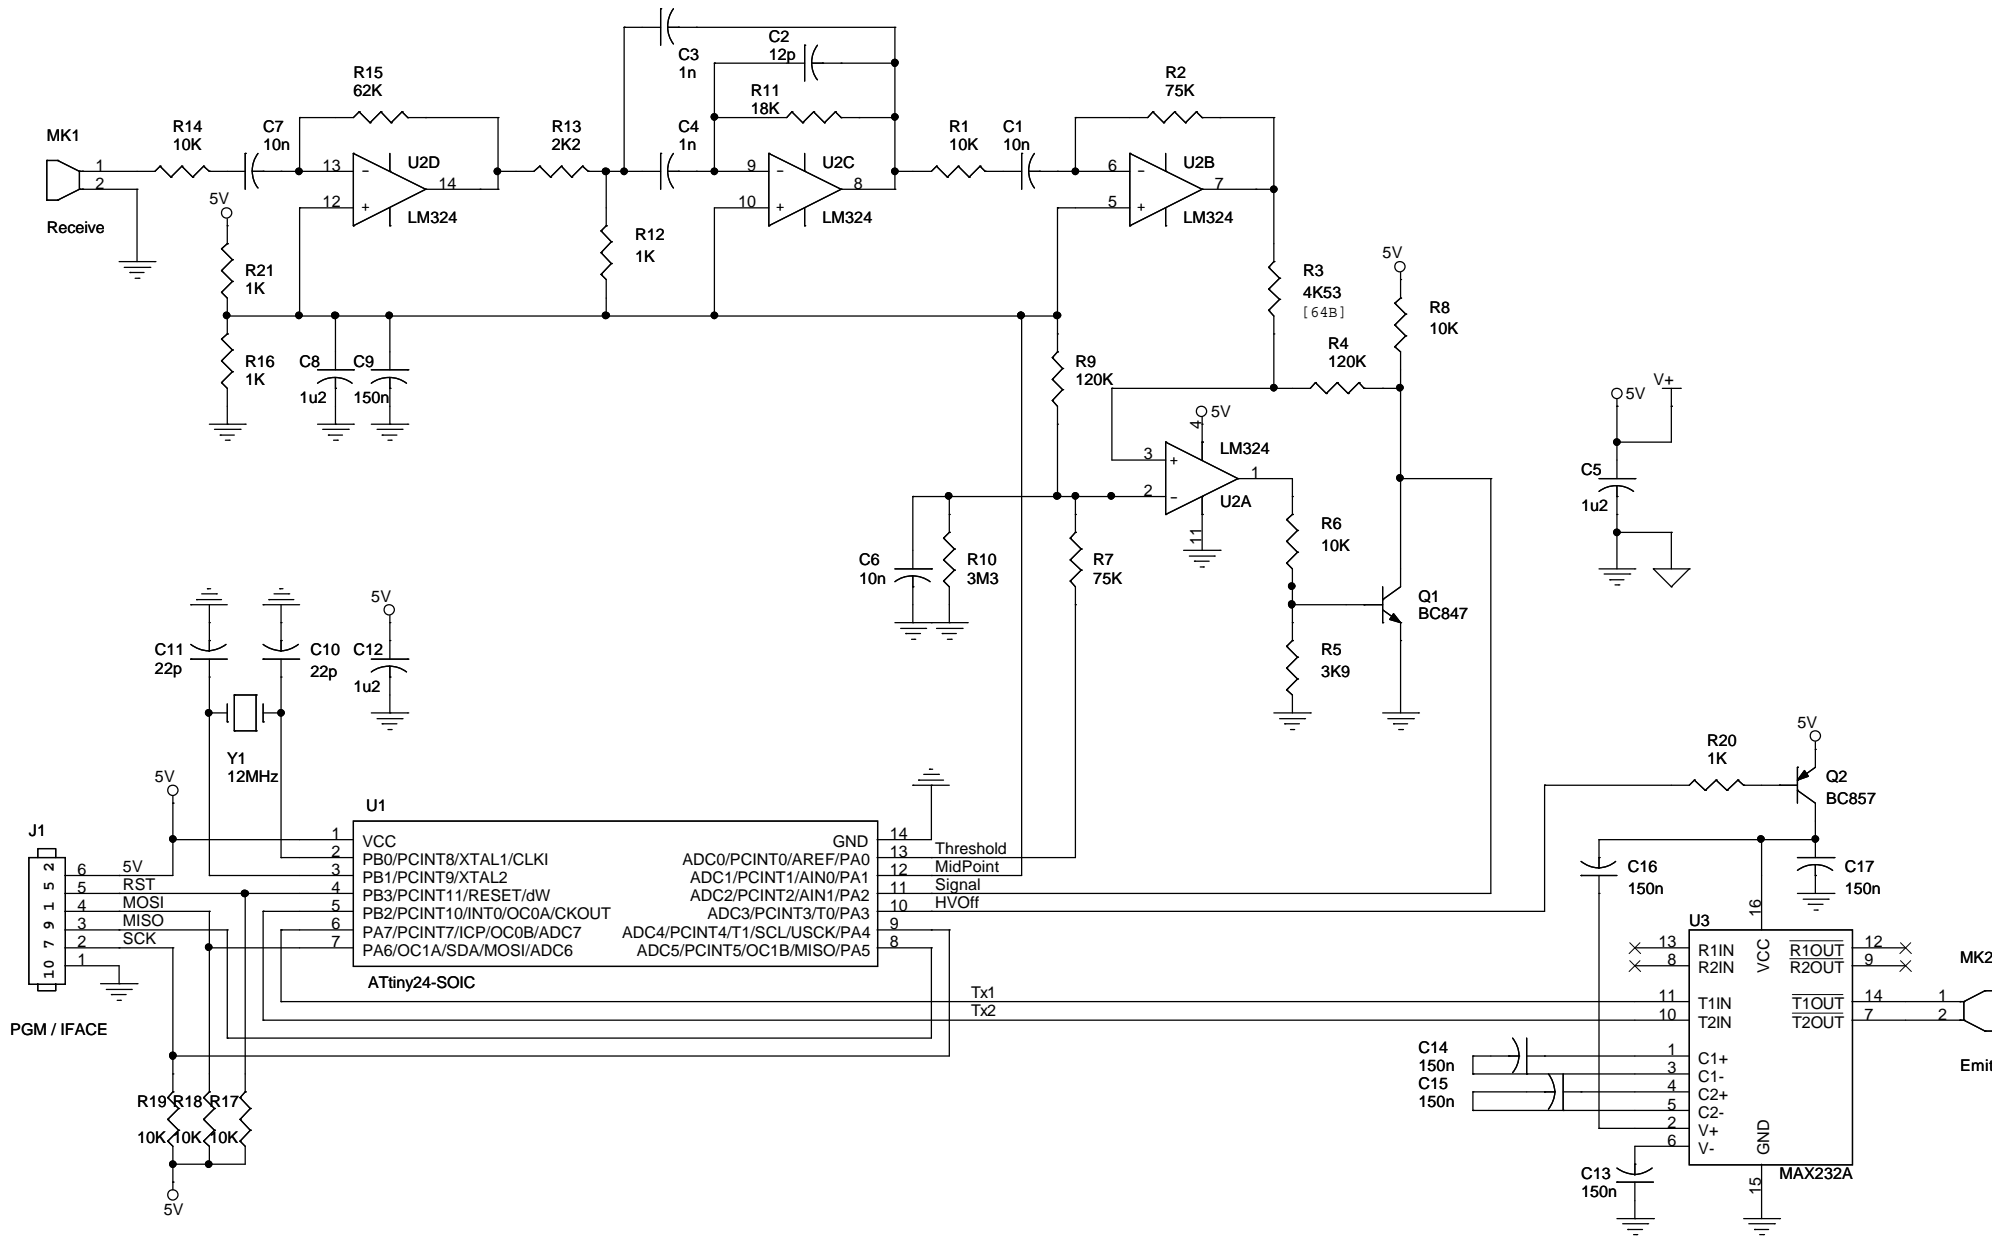 C3
1n
C2
12p
R15
62K
R11
18K
R2
75K
MK1
1
2
Receive
R14
10K
C7
10n
13
12
14
U2D
LM324
R13
2K2
C4
1n
9
10
8
U2C
LM324
R1
10K
C1
10n
6
5
7
U2B
LM324
5V
R21
1K
R16
1K
C8
1u2
C9
150n
R12
1K
R3
4K53
[64B]
5V
R8
10K
R4
120K
R9
120K
5V
4
LM324
3
2
1
11
U2A
5V
V+
C5
1u2
C6
10n
R10
3M3
R7
75K
R6
10K
R5
3K9
Q1
BC847
C11
22p
C10
22p
5V
C12
1u2
Y1
12MHz
5V
U1
1 VCC
2 PB0/PCINT8/XTAL1/CLKI
3 PB1/PCINT9/XTAL2
4 PB3/PCINT11/RESET/dW
5 PB2/PCINT10/INT0/OC0A/CKOUT
6 PA7/PCINT7/ICP/OC0B/ADC7
7 PA6/OC1A/SDA/MOSI/ADC6
GND 14
ADC0/PCINT0/AREF/PA0 13 Threshold
ADC1/PCINT1/AIN0/PA1 12 MidPoint
ADC2/PCINT2/AIN1/PA2 11 Signal
ADC3/PCINT3/T0/PA3 10 HVOff
ADC4/PCINT4/T1/SCL/USCK/PA4 9
ADC5/PCINT5/OC1B/MISO/PA5 8
ATtiny24-SOIC
J1
2 6 5V
5 5 RST
1 4 MOSI
9 3 MISO
7 2 SCK
10 1
PGM / IFACE
Tx1
Tx2
R19
10K
R18
10K
R17
10K
5V
5V
R20
1K
Q2
BC857
C16
150n
C17
150n
U3
16
VCC
13 R1IN
8 R2IN
R1OUT 12
R2OUT 9
11 T1IN
10 T2IN
T1OUT 14
T2OUT 7
1 C1+
3 C1-
4 C2+
5 C2-
2 V+
6 V-
GND
15
MAX232A
C14
150n
C15
150n
C13
150n
MK2
1
2
Emit